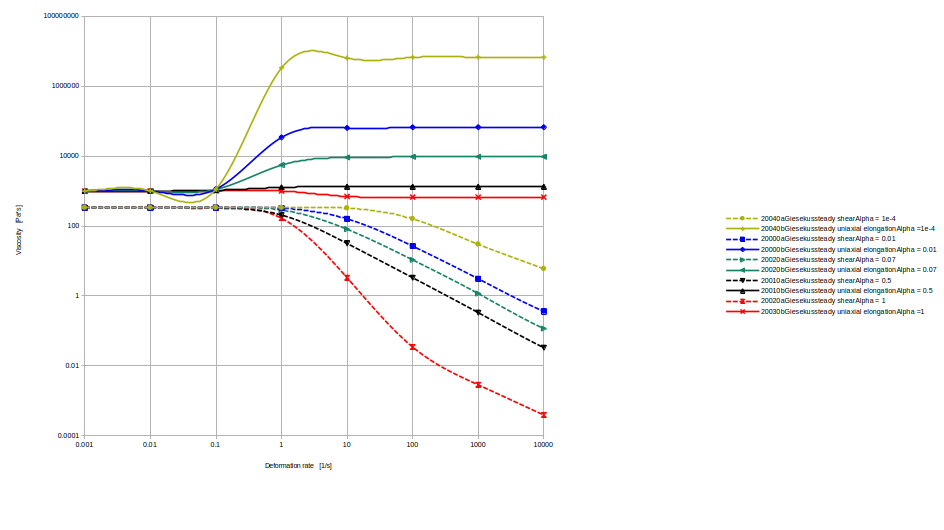 100000000
1000000
10000
100
1
0.01
0.0001
Viscosity [Pa*s]
0.001 0.01 0.1 1 10 100 1000 10000
Deformation rate [1/s]
20040aGiesekussteady shearAlpha = 1e-4
20040bGiesekussteady uniaxial elongationAlpha =1e-4
20000aGiesekussteady shearAlpha = 0.01
20000bGiesekussteady uniaxial elongationAlpha = 0.01
20020aGiesekussteady shearAlpha = 0.07
20020bGiesekussteady uniaxial elongationAlpha = 0.07
20010aGiesekussteady shearAlpha = 0.5
20010bGiesekussteady uniaxial elongationAlpha = 0.5
20020aGiesekussteady shearAlpha = 1
20030bGiesekussteady uniaxial elongationAlpha =1